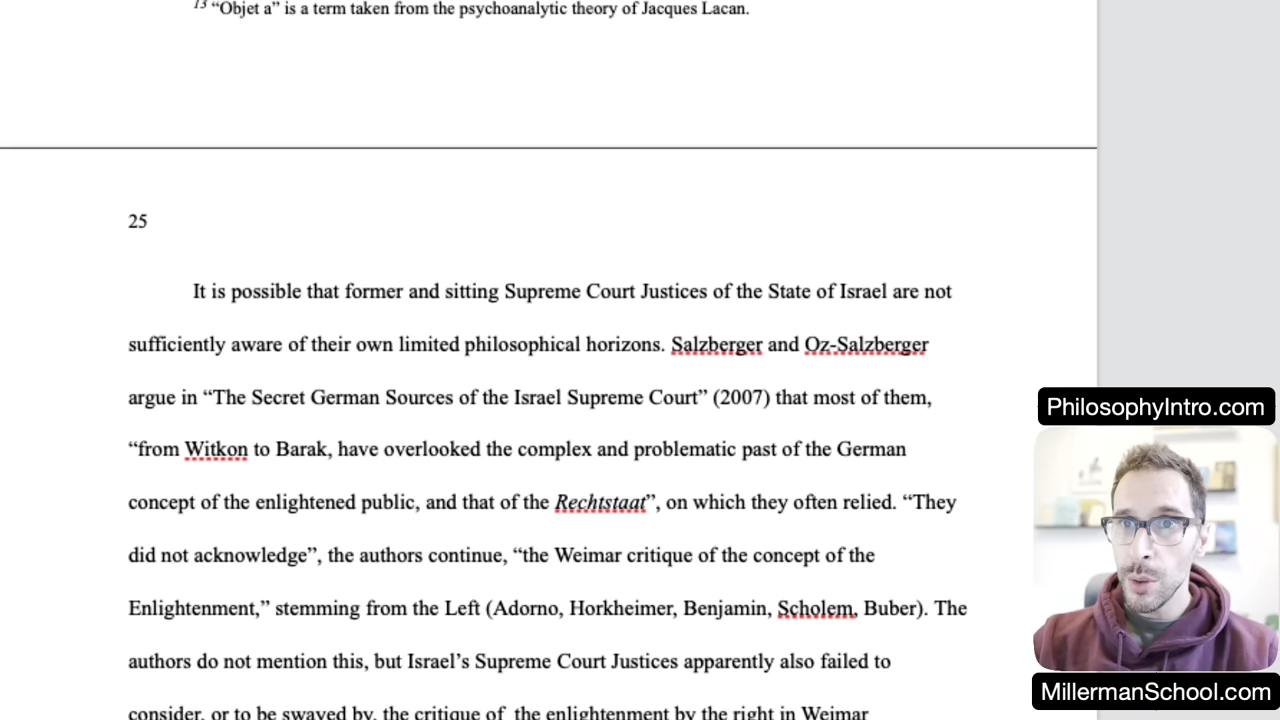 13 “Objet a” is a term taken from the psychoanalytic theory of Jacques Lacan.
25
It is possible that former and sitting Supreme Court Justices of the State of Israel are not
sufficiently aware of their own limited philosophical horizons. Salzberger and Oz-Salzberger
argue in “The Secret German Sources of the Israel Supreme Court” (2007) that most of them,
“from Witkon to Barak, have overlooked the complex and problematic past of the German
concept of the enlightened public, and that of the Rechtstaat”, on which they often relied. “They
did not acknowledge”, the authors continue, “the Weimar critique of the concept of the
Enlightenment,” stemming from the Left (Adorno, Horkheimer, Benjamin, Scholem, Buber). The
authors do not mention this, but Israel’s Supreme Court Justices apparently also failed to
consider, or to be swayed by, the critique of the enlightenment by the right in Weimar
PhilosophyIntro.com
MillermanSchool.com